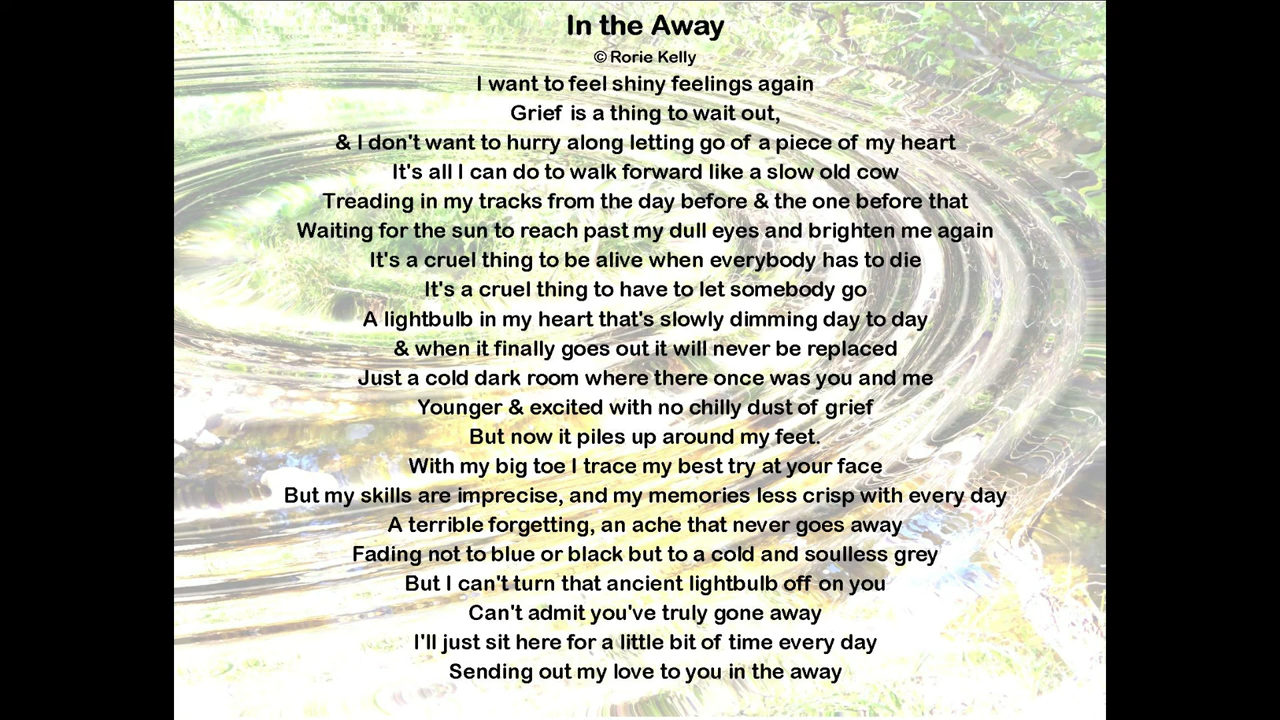 In the Away
© Rorie Kelly
I want to feel shiny feelings again
Grief is a thing to wait out,
& I don't want to hurry along letting go of a piece of my heart
It's all I can do to walk forward like a slow old cow
Treading in my tracks from the day before & the one before that
Waiting for the sun to reach past my dull eyes and brighten me again
It's a cruel thing to be alive when everybody has to die
It's a cruel thing to have to let somebody go
A lightbulb in my heart that's slowly dimming day to day
& when it finally goes out it will never be replaced
Just a cold dark room where there once was you and me
Younger & excited with no chilly dust of grief
But now it piles up around my feet.
With my big toe I trace my best try at your face
But my skills are imprecise, and my memories less crisp with every day
A terrible forgetting, an ache that never goes away
Fading not to blue or black but to a cold and soulless grey
But I can't turn that ancient lightbulb off on you
Can't admit you've truly gone away
I'll just sit here for a little bit of time every day
Sending out my love to you in the away